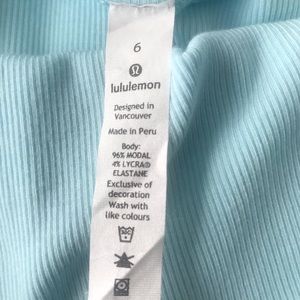 6
lululemon
Designed in
Vancouver
Made in Peru
Body:
96% MODAL
4% LYCRA®
ELASTANE
Exclusive of
decoration
Wash with
like colours